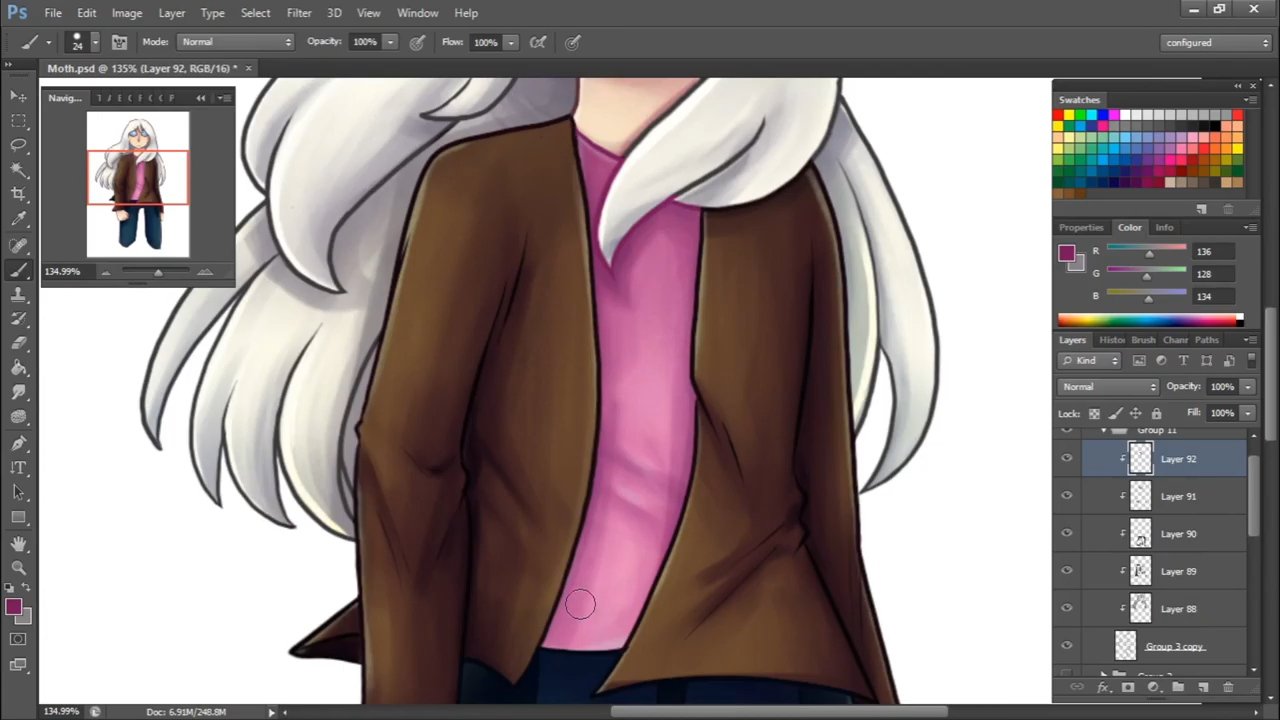 Ps File Edit Image Layer Type Select Filter 3D View Window Help
24 Mode: Normal Opacity: 100% Flow: 100% configured
Moth.psd @ 135% (Layer 92, RGB/16) *
Navig...
134.99%
Swatches
Properties Color Info
R 136
G 128
B 134
Layers Histo Brush Chann Paths
Kind
Normal Opacity: 100%
Lock: Fill: 100%
Group 11
Layer 92
Layer 91
Layer 90
Layer 89
Layer 88
Group 3 copy
134.99% Doc: 6.91M/248.8M